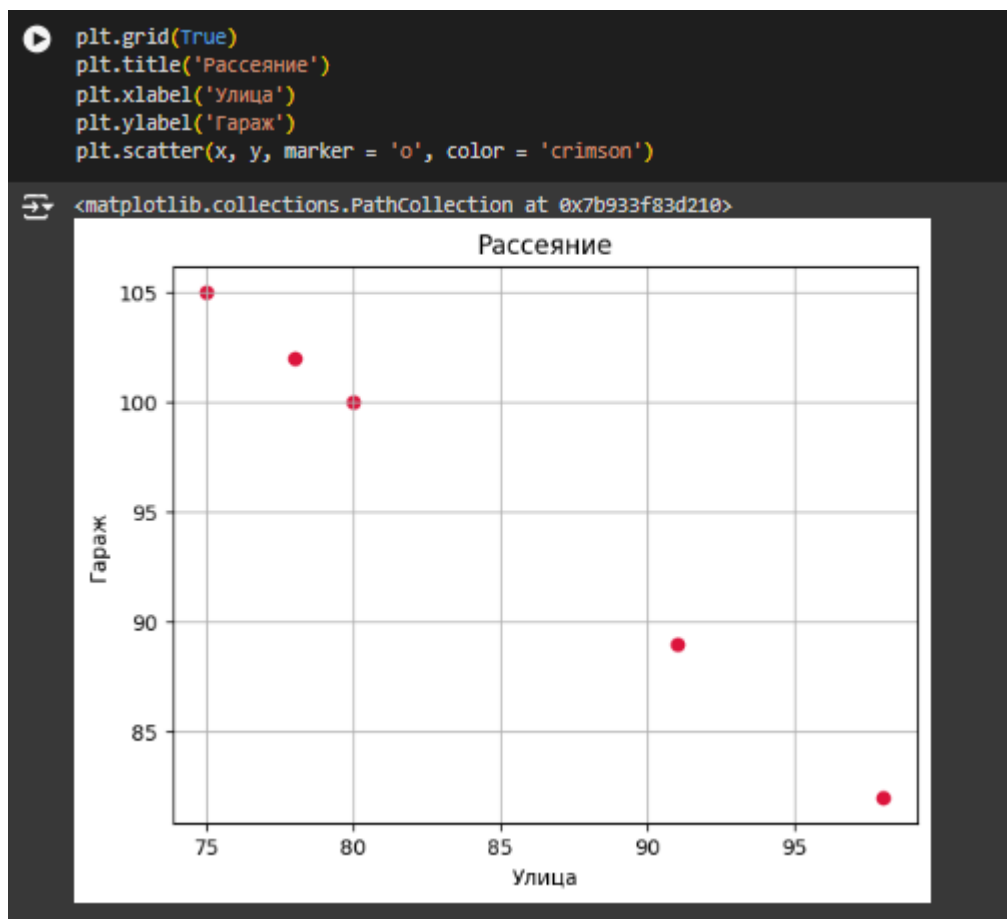 plt.grid(True)
plt.title('Рассеяние')
plt.xlabel('Улица')
plt.ylabel('Гараж')
plt.scatter(x, y, marker = 'o', color = 'crimson')
<matplotlib.collections.PathCollection at 0x7b933f83d210>
Рассеяние
105
100
95
90
85
Гараж
75 80 85 90 95
Улица